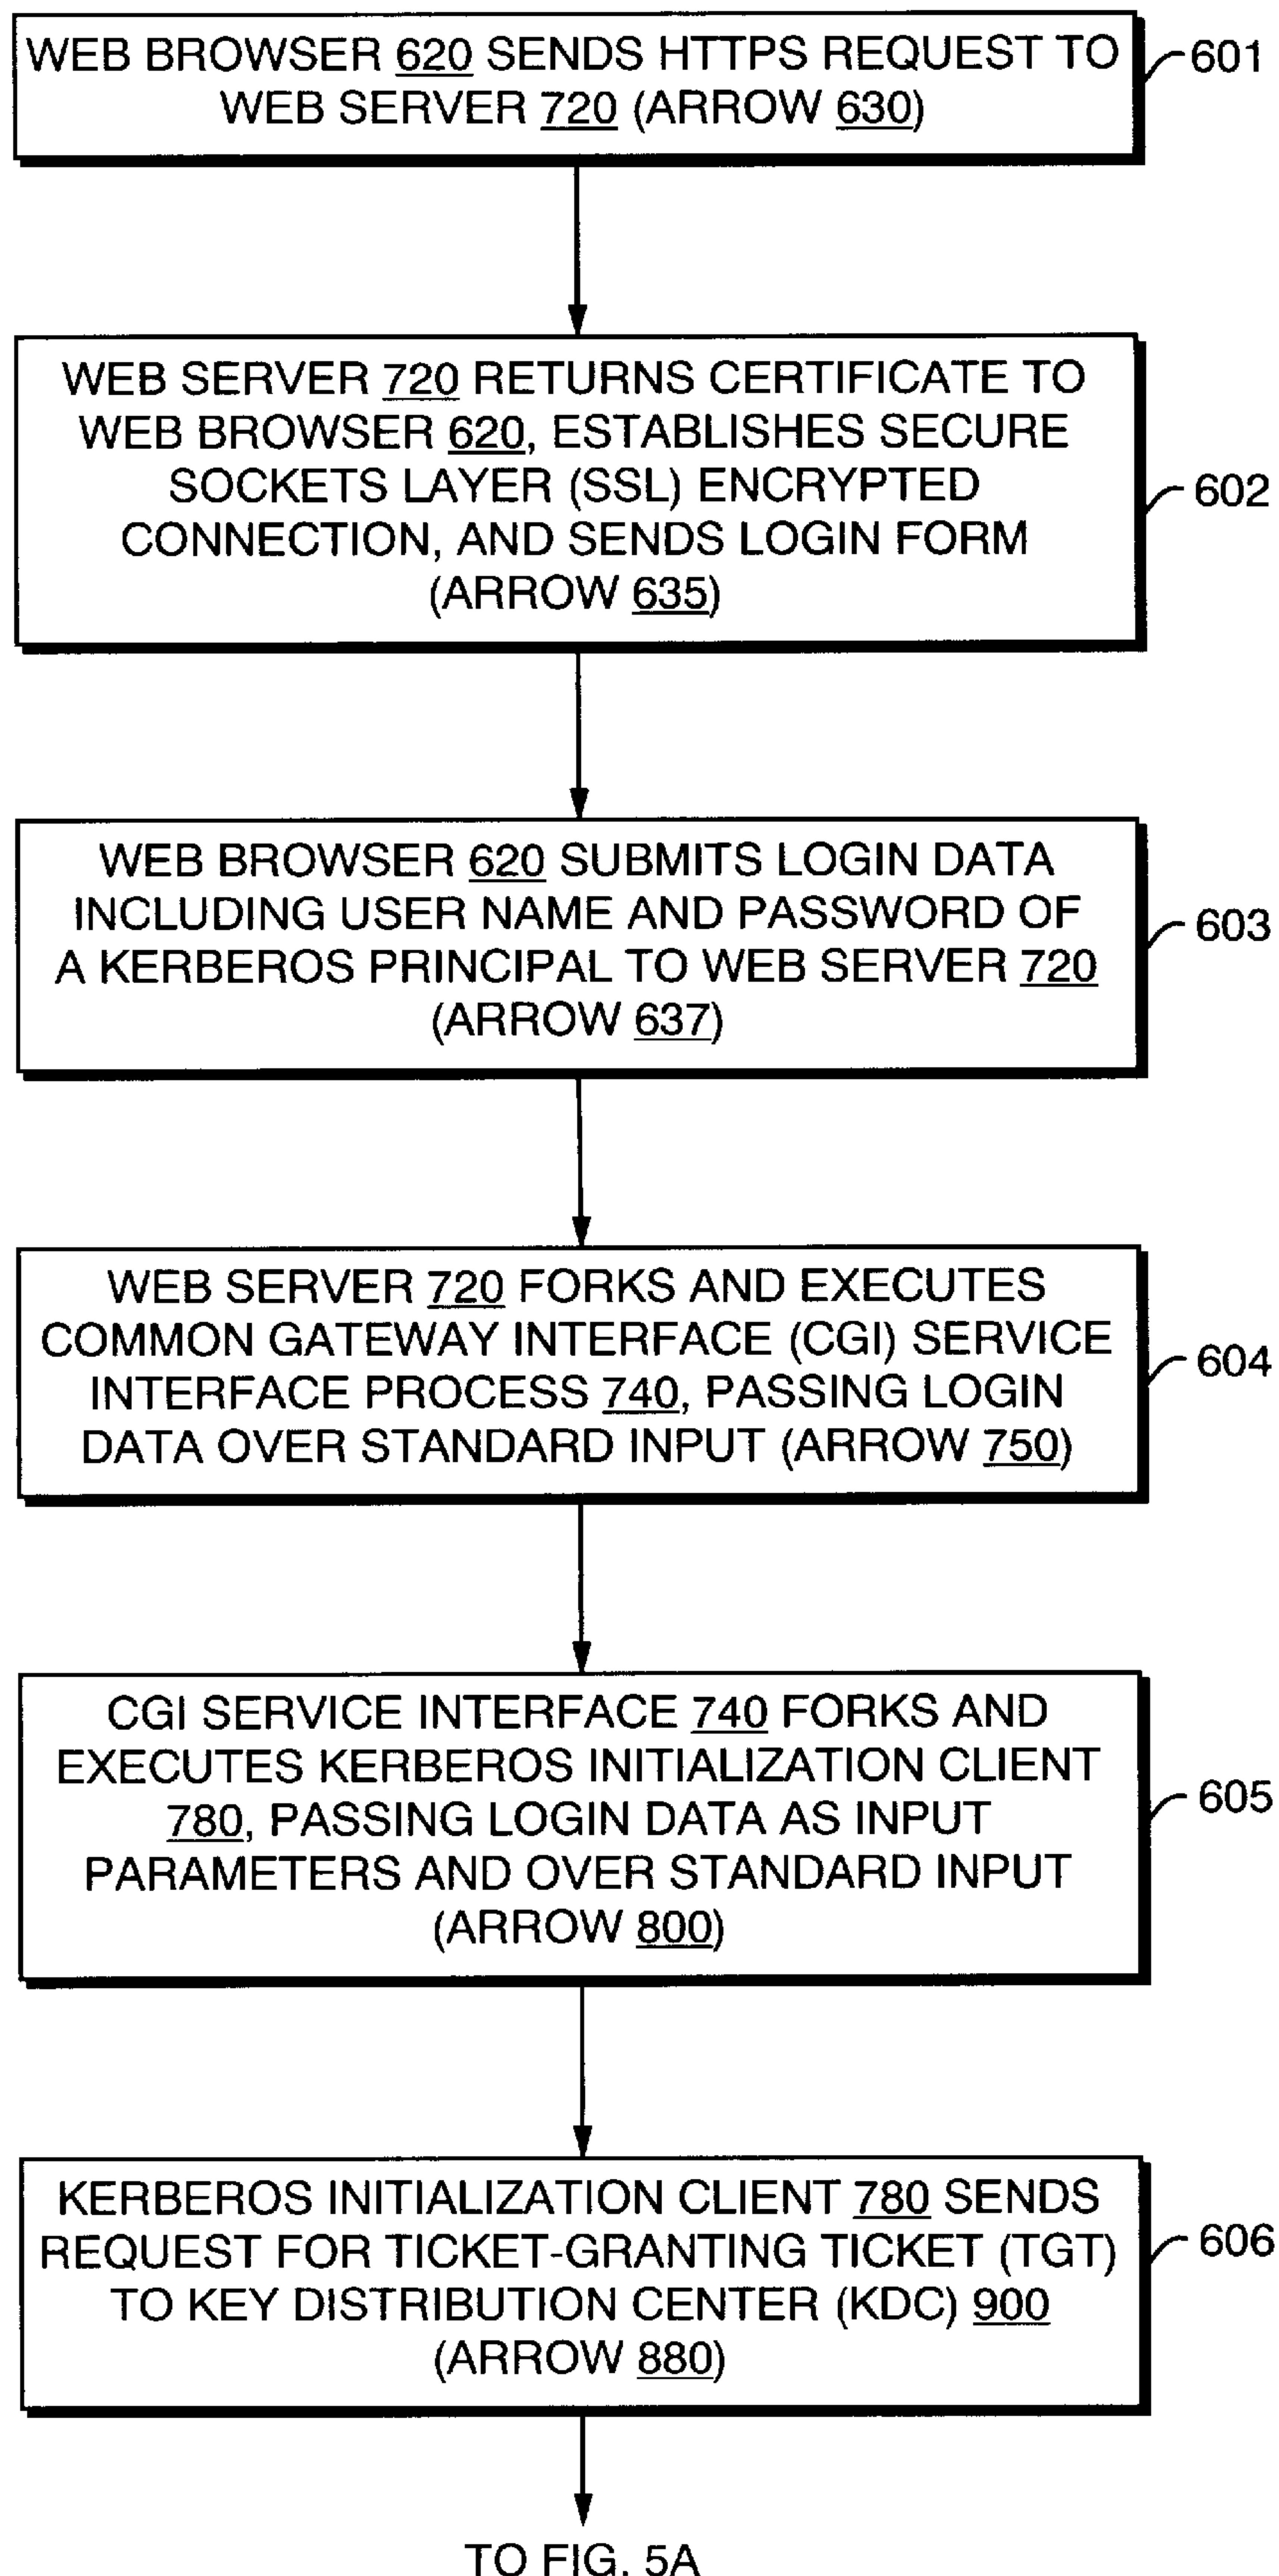 WEB BROWSER 620 SENDS HTTPS REQUEST TO
WEB SERVER 720 (ARROW 630)
601
WEB SERVER 720 RETURNS CERTIFICATE TO
WEB BROWSER 620, ESTABLISHES SECURE
SOCKETS LAYER (SSL) ENCRYPTED
CONNECTION, AND SENDS LOGIN FORM
(ARROW 635)
602
WEB BROWSER 620 SUBMITS LOGIN DATA
INCLUDING USER NAME AND PASSWORD OF
A KERBEROS PRINCIPAL TO WEB SERVER 720
(ARROW 637)
603
WEB SERVER 720 FORKS AND EXECUTES
COMMON GATEWAY INTERFACE (CGI) SERVICE
INTERFACE PROCESS 740, PASSING LOGIN
DATA OVER STANDARD INPUT (ARROW 750)
604
CGI SERVICE INTERFACE 740 FORKS AND
EXECUTES KERBEROS INITIALIZATION CLIENT
780, PASSING LOGIN DATA AS INPUT
PARAMETERS AND OVER STANDARD INPUT
(ARROW 800)
605
KERBEROS INITIALIZATION CLIENT 780 SENDS
REQUEST FOR TICKET-GRANTING TICKET (TGT)
TO KEY DISTRIBUTION CENTER (KDC) 900
(ARROW 880)
606
TO FIG. 5A